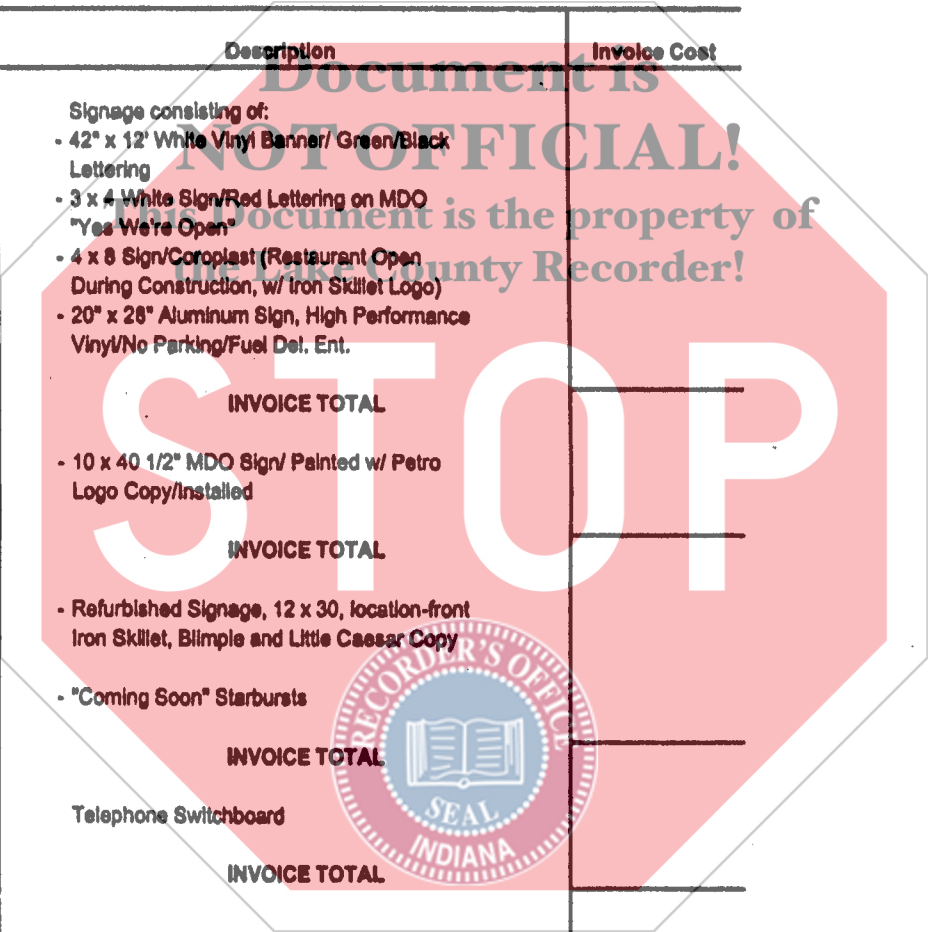 Description Invoice Cost
Document is
Signage consisting of:
- 42" x 12' White Vinyl Banner/ Green/Black
Lettering
NOT OFFICIAL!
- 3 x 4 White Sign/Red Lettering on MDO
"Yes We're Open"
This Document is the property of
- 4 x 8 Sign/Coroplast (Restaurant Open
During Construction, w/ Iron Skillet Logo)
the Lake County Recorder!
- 20" x 28" Aluminum Sign, High Performance
Vinyl/No Parking/Fuel Del. Ent.
INVOICE TOTAL
STOP
- 10 x 40 1/2" MDO Sign/ Painted w/ Petro
Logo Copy/Installed
INVOICE TOTAL
- Refurbished Signage, 12 x 30, location-front
Iron Skillet, Blimpie and Little Caesar Copy
- "Coming Soon" Starbursts
INVOICE TOTAL
Telephone Switchboard
INVOICE TOTAL
RECORDER'S OFFICE
SEAL
INDIANA